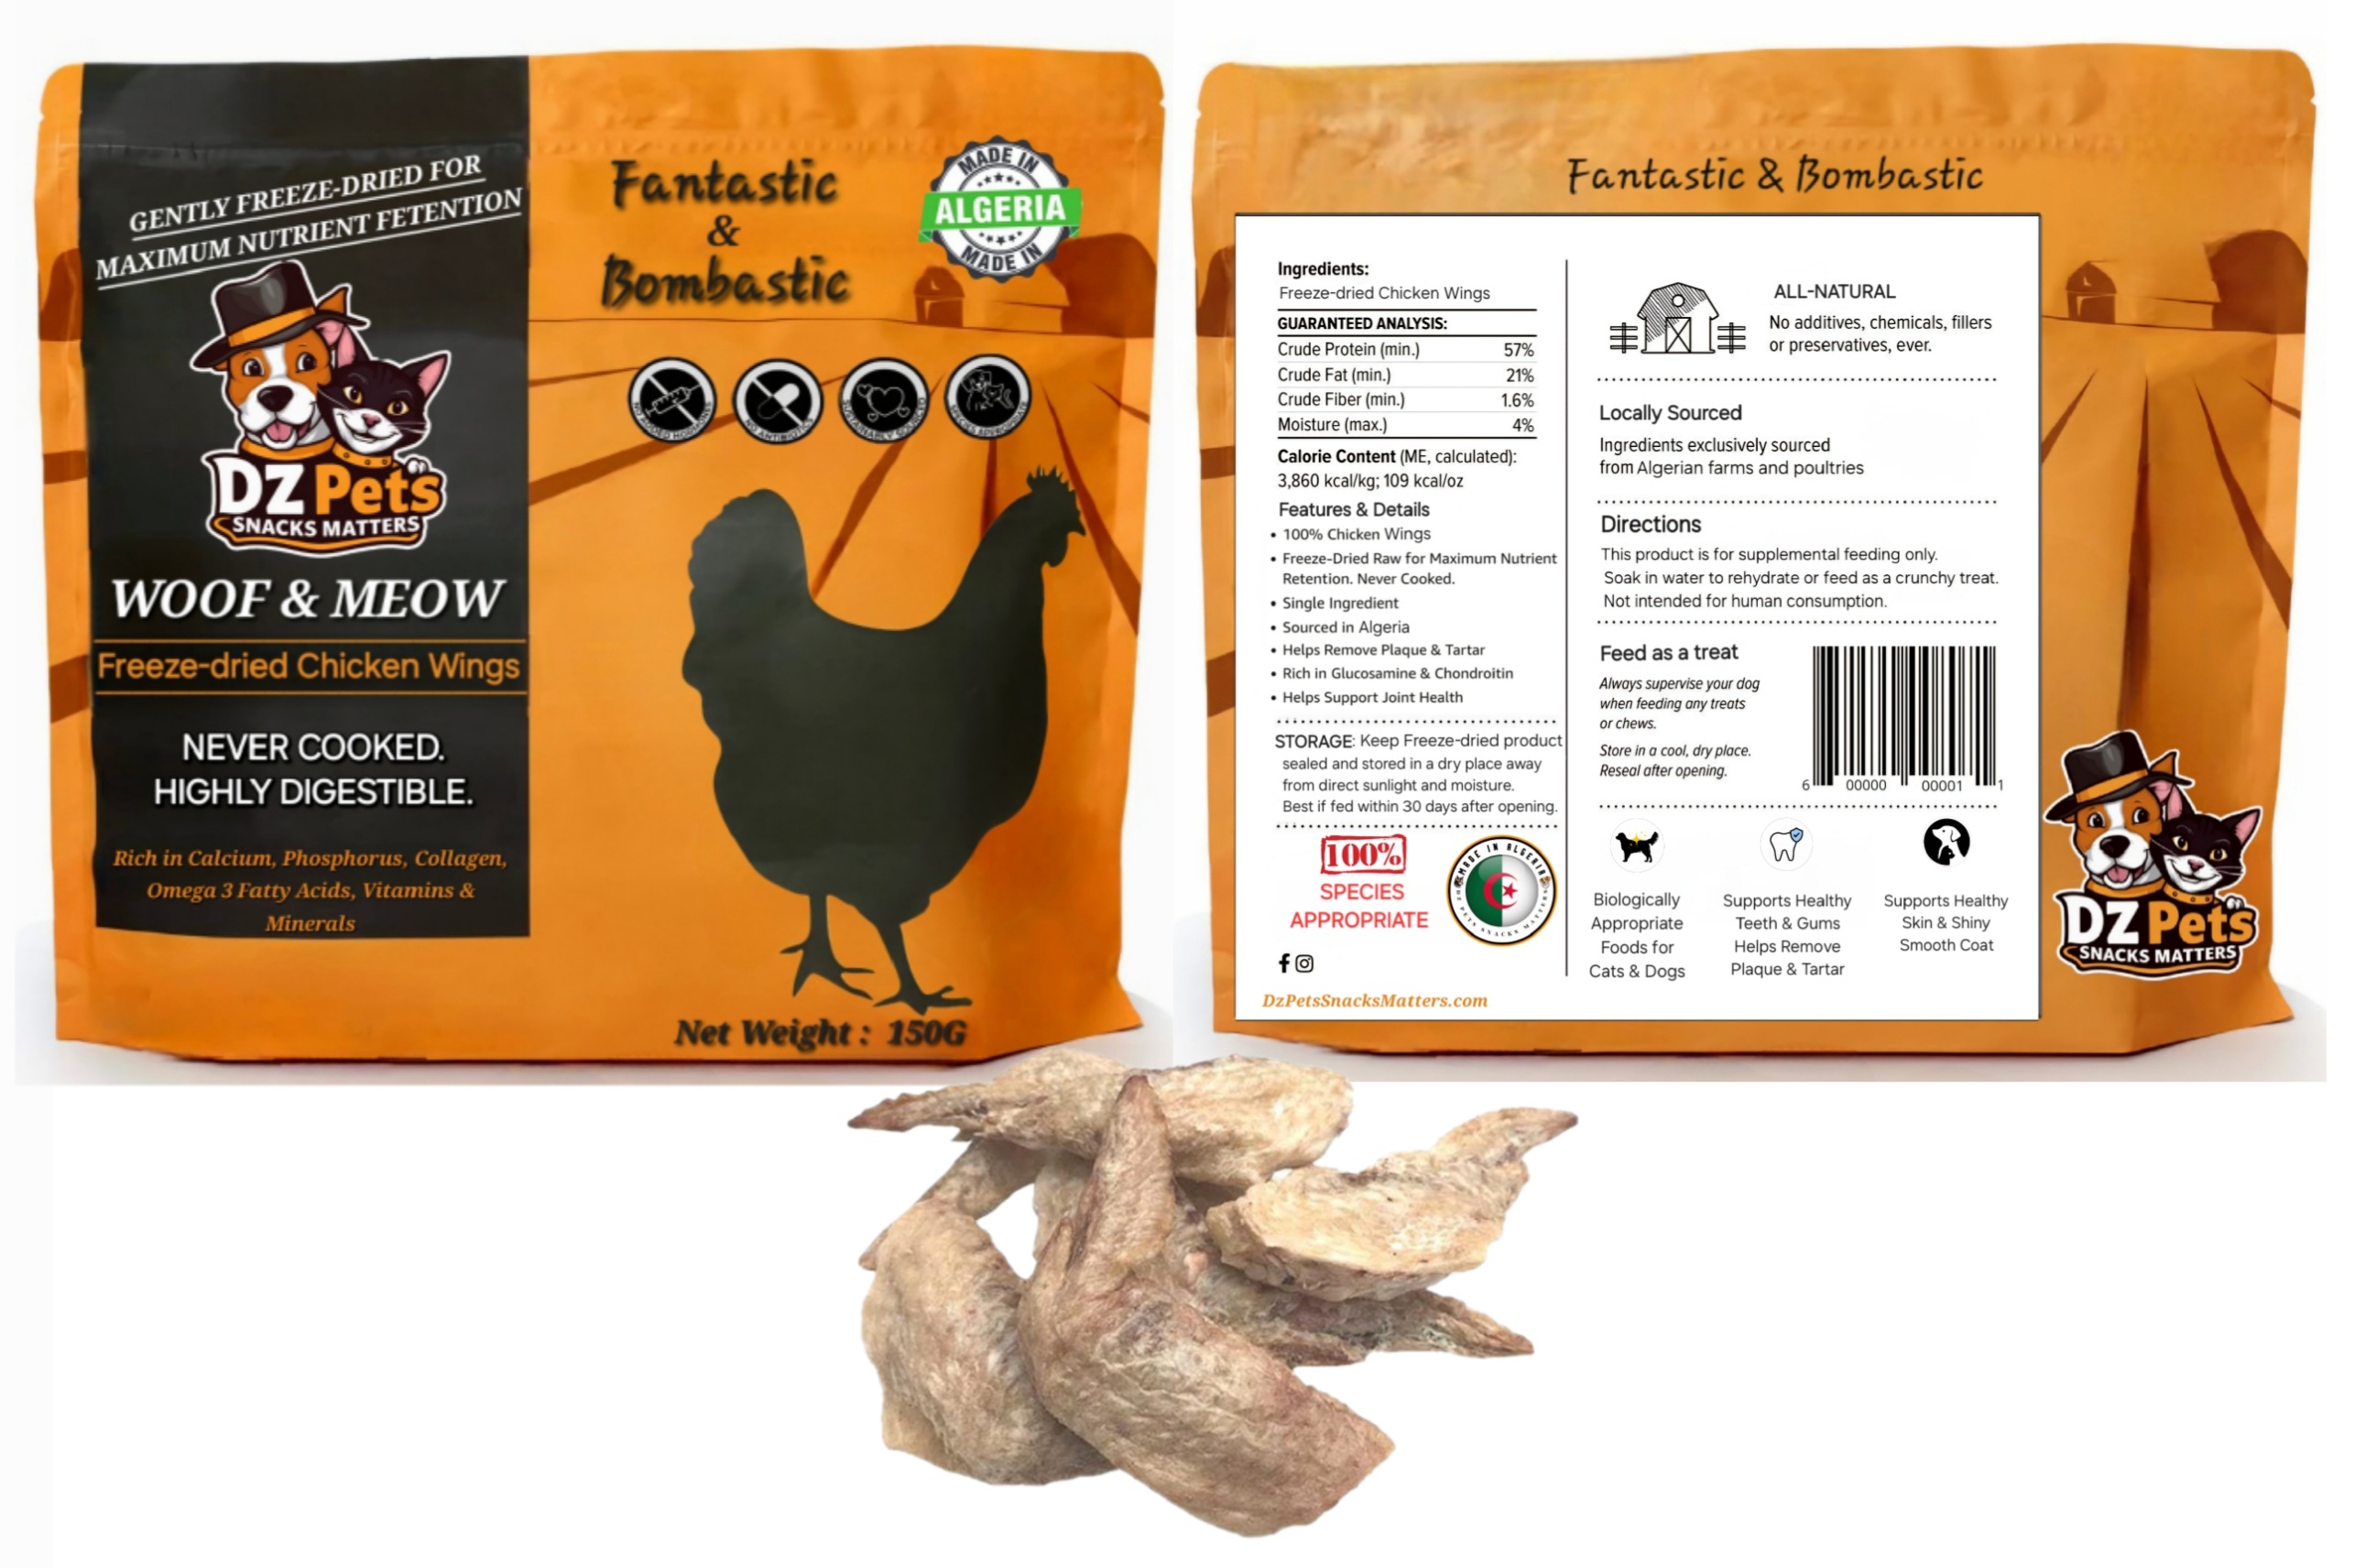 GENTLY FREEZE-DRIED FOR
MAXIMUM NUTRIENT FETENTION
DZ Pets
SNACKS MATTERS
WOOF & MEOW
Freeze-dried Chicken Wings
NEVER COOKED.
HIGHLY DIGESTIBLE.
Rich in Calcium, Phosphorus, Collagen,
Omega 3 Fatty Acids, Vitamins &
Minerals
Fantastic
&
Bombastic
MADE IN
ALGERIA
MADE IN
NO ANTIBIOTICS
SPECIES APPROPRIATE
Net Weight : 150G
Fantastic & Bombastic
Ingredients:
Freeze-dried Chicken Wings
GUARANTEED ANALYSIS:
Crude Protein (min.) 57%
Crude Fat (min.) 21%
Crude Fiber (min.) 1.6%
Moisture (max.) 4%
Calorie Content (ME, calculated):
3,860 kcal/kg; 109 kcal/oz
Features & Details
• 100% Chicken Wings
• Freeze-Dried Raw for Maximum Nutrient
Retention. Never Cooked.
• Single Ingredient
• Sourced in Algeria
• Helps Remove Plaque & Tartar
• Rich in Glucosamine & Chondroitin
• Helps Support Joint Health
STORAGE: Keep Freeze-dried product
sealed and stored in a dry place away
from direct sunlight and moisture.
Best if fed within 30 days after opening.
100%
SPECIES
APPROPRIATE
MADE IN ALGERIA
DZ PETS SNACKS MATTERS
DzPetsSnacksMatters.com
ALL-NATURAL
No additives, chemicals, fillers
or preservatives, ever.
Locally Sourced
Ingredients exclusively sourced
from Algerian farms and poultries
Directions
This product is for supplemental feeding only.
Soak in water to rehydrate or feed as a crunchy treat.
Not intended for human consumption.
Feed as a treat
Always supervise your dog
when feeding any treats
or chews.
Store in a cool, dry place.
Reseal after opening.
6 00000 00001 1
Biologically
Appropriate
Foods for
Cats & Dogs
Supports Healthy
Teeth & Gums
Helps Remove
Plaque & Tartar
Supports Healthy
Skin & Shiny
Smooth Coat
DZ Pets
SNACKS MATTERS